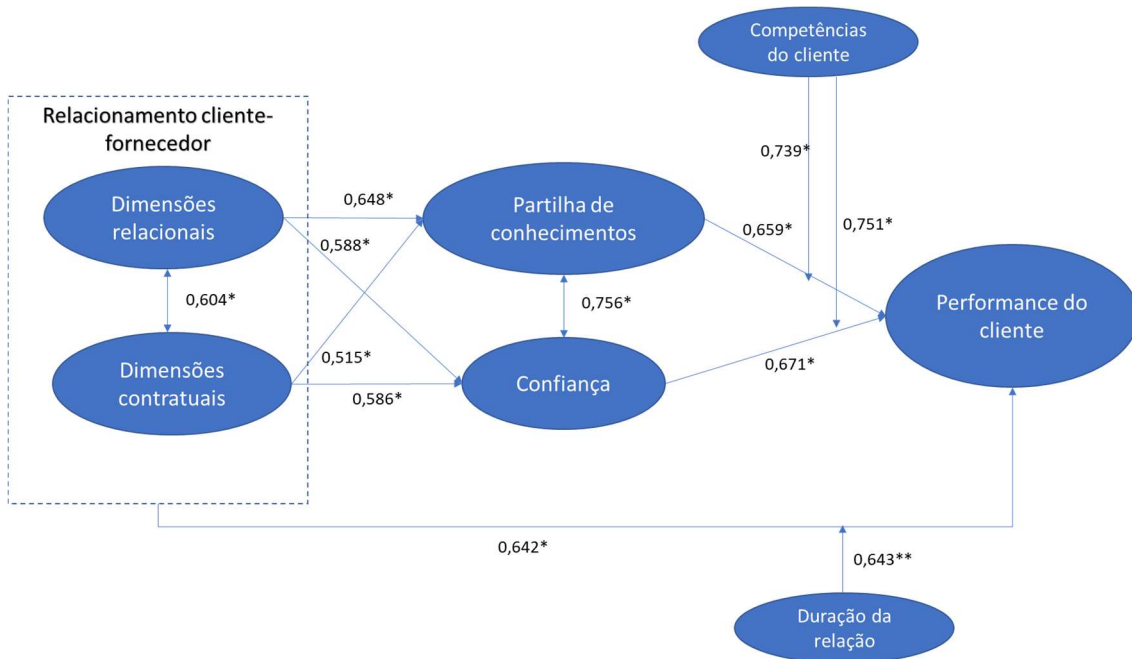 Competências
do cliente
Relacionamento cliente-
fornecedor
0,739*
Dimensões
relacionais
0,648*
Partilha de
conhecimentos
0,659*
0,751*
0,588*
0,604*
0,756*
Performance do
cliente
Dimensões
contratuais
0,515*
0,586*
Confiança
0,671*
0,642*
0,643**
Duração da
relação